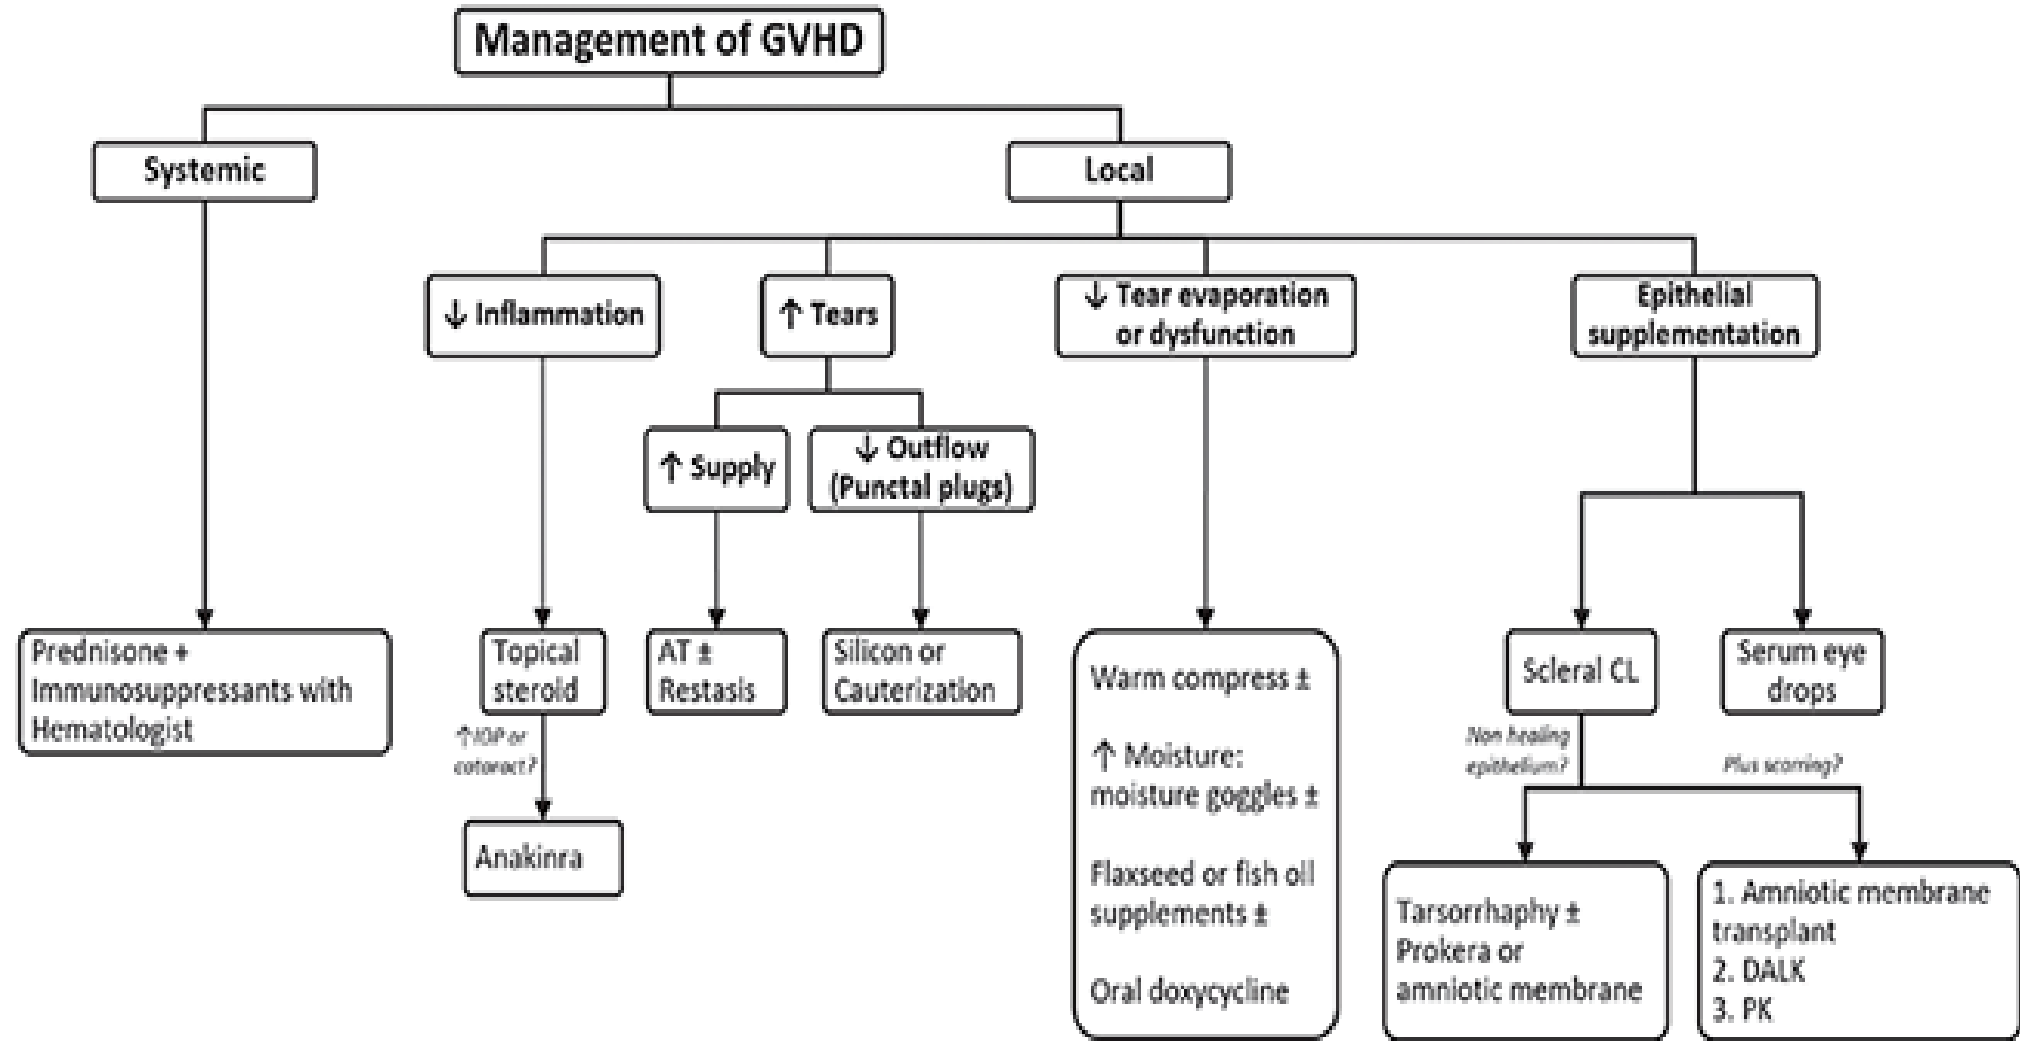 Management of GVHD
Systemic
Local
↓ Inflammation
↑ Tears
↓ Tear evaporation
or dysfunction
Epithelial
supplementation
↑ Supply
↓ Outflow
(Punctal plugs)
Prednisone +
Immunosuppressants with
Hematologist
Topical
steroid
AT ±
Restasis
Silicon or
Cauterization
Warm compress ±
↑ Moisture:
moisture goggles ±
Flaxseed or fish oil
supplements ±
Oral doxycycline
Scleral CL
Serum eye
drops
↑IOP or
cataract?
Non healing
epithelium?
Plus scarring?
Anakinra
Tarsorrhaphy ±
Prokera or
amniotic membrane
1. Amniotic membrane
transplant
2. DALK
3. PK